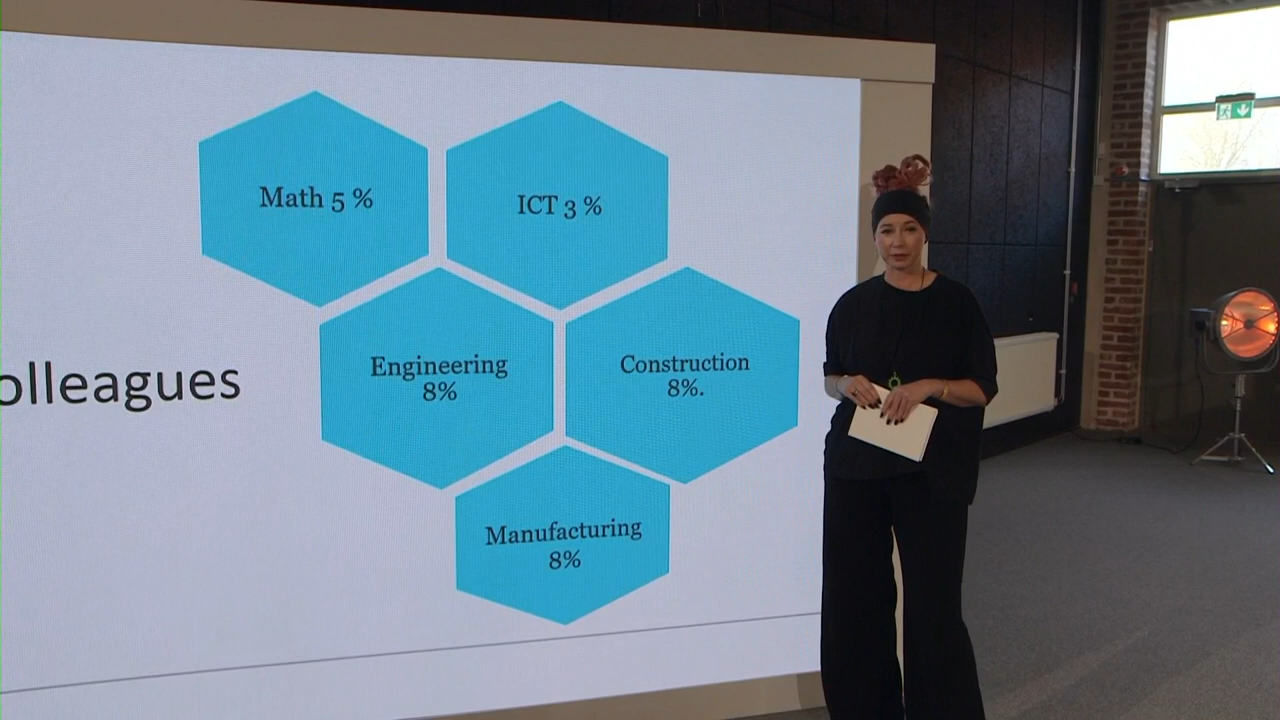 Math 5 %
ICT 3 %
olleagues
Engineering
8%
Construction
8%.
Manufacturing
8%